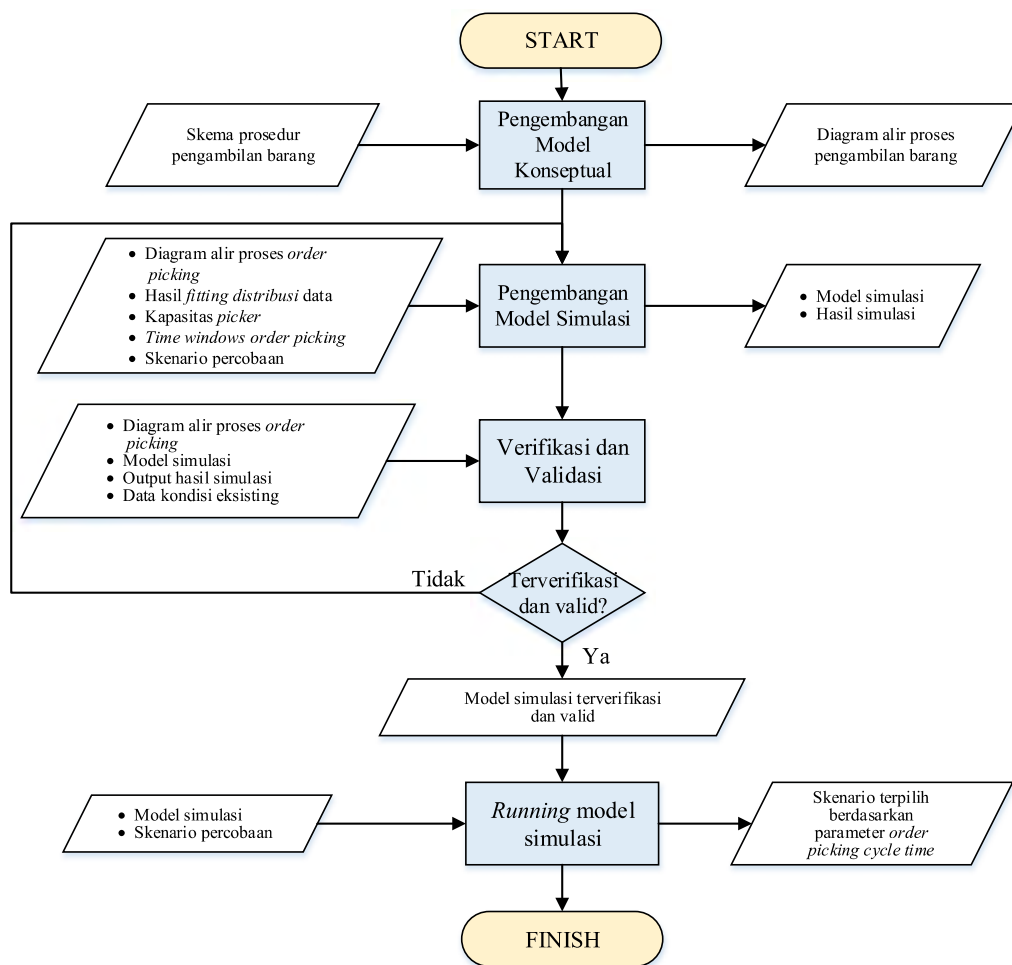 START
Skema prosedur
pengambilan barang
Pengembangan
Model
Konseptual
Diagram alir proses
pengambilan barang
• Diagram alir proses order
picking
• Hasil fitting distribusi data
• Kapasitas picker
• Time windows order picking
• Skenario percobaan
Pengembangan
Model Simulasi
• Model simulasi
• Hasil simulasi
• Diagram alir proses order
picking
• Model simulasi
• Output hasil simulasi
• Data kondisi eksisting
Verifikasi dan
Validasi
Tidak
Terverifikasi
dan valid?
Ya
Model simulasi terverifikasi
dan valid
• Model simulasi
• Skenario percobaan
Running model
simulasi
Skenario terpilih
berdasarkan
parameter order
picking cycle time
FINISH